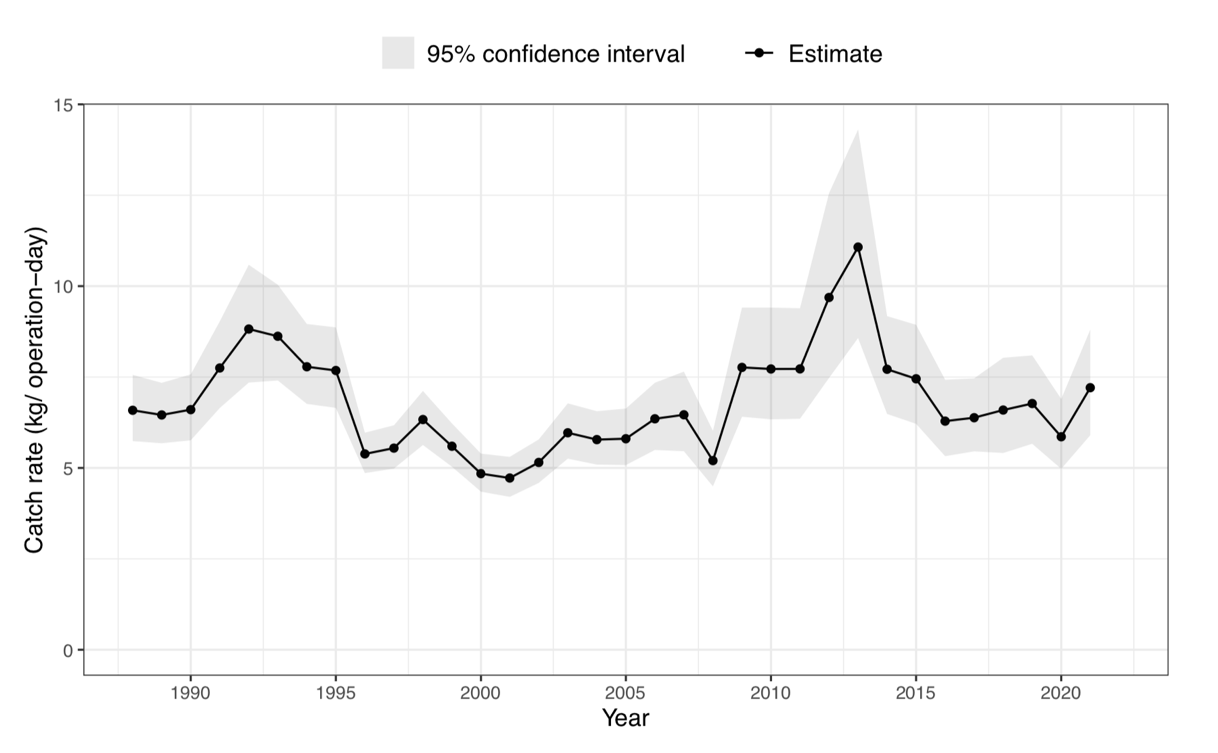 95% confidence interval Estimate
15
10
5
0
Catch rate (kg/ operation−day)
1990 1995 2000 2005 2010 2015 2020
Year